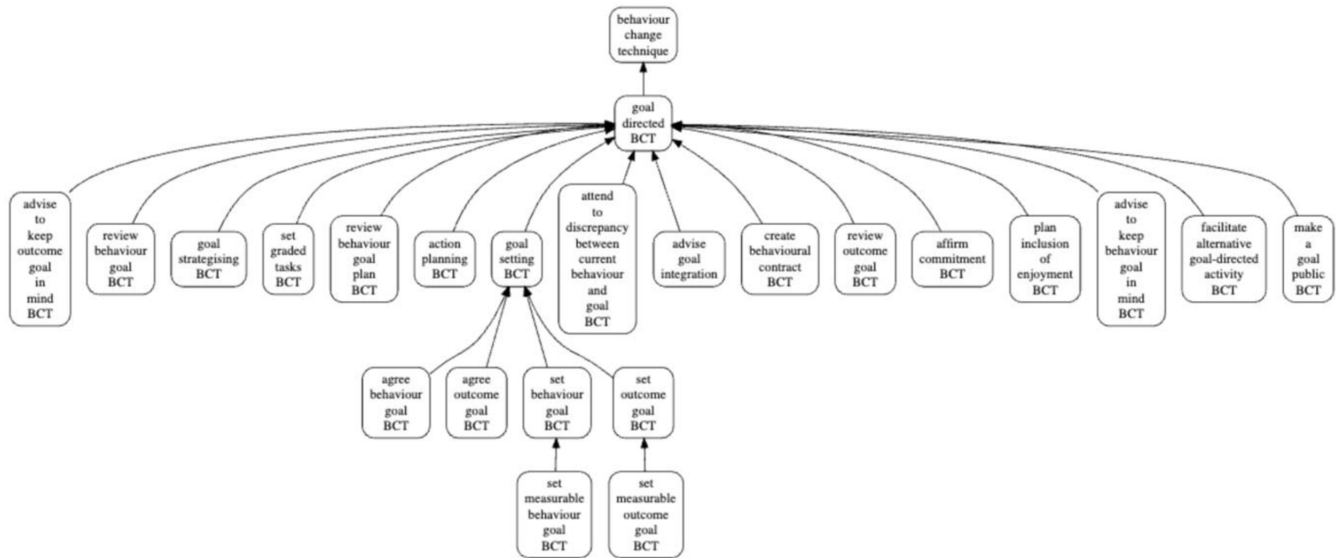 behaviour
change
technique
goal
directed
BCT
advise
to
keep
outcome
goal
in
mind
BCT
review
behaviour
goal
BCT
goal
strategising
BCT
set
graded
tasks
BCT
review
behaviour
goal
plan
BCT
action
planning
BCT
goal
setting
BCT
attend
to
discrepancy
between
current
behaviour
and
goal
BCT
advise
goal
integration
create
behavioural
contract
BCT
review
outcome
goal
BCT
affirm
commitment
BCT
plan
inclusion
of
enjoyment
BCT
advise
to
keep
behaviour
goal
in
mind
BCT
facilitate
alternative
goal-directed
activity
BCT
make
a
goal
public
BCT
agree
behaviour
goal
BCT
agree
outcome
goal
BCT
set
behaviour
goal
BCT
set
outcome
goal
BCT
set
measurable
behaviour
goal
BCT
set
measurable
outcome
goal
BCT